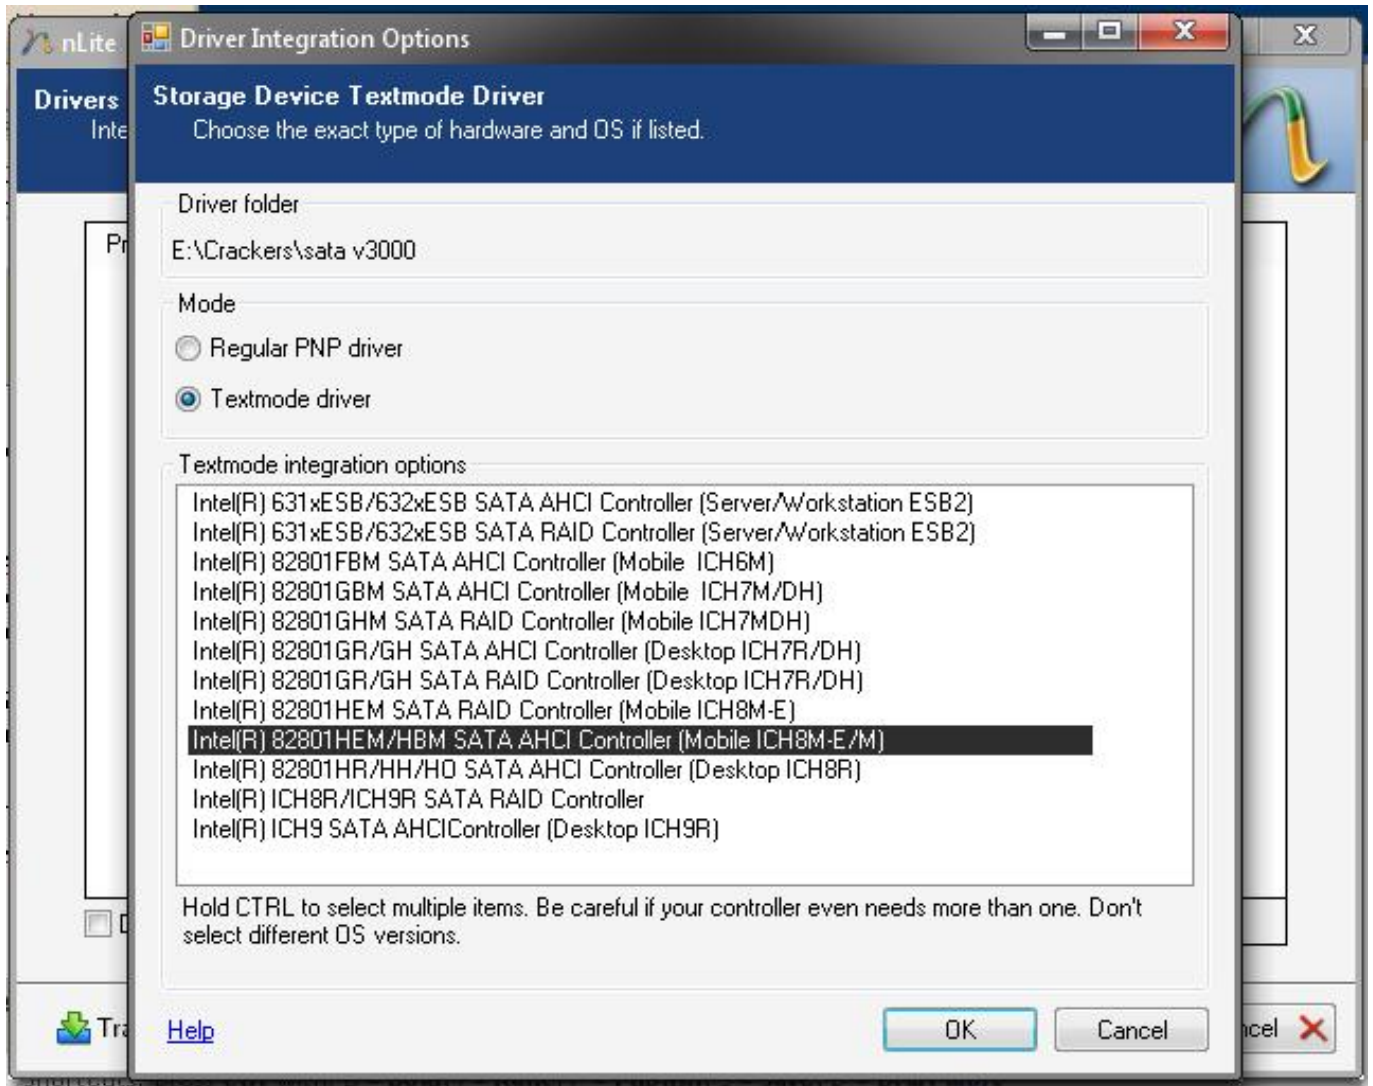 nLite
Driver Integration Options
Drivers
Inte
Storage Device Textmode Driver
Choose the exact type of hardware and OS if listed.
Driver folder
E:\Crackers\sata v3000
Pr
Mode
Regular PNP driver
Textmode driver
Textmode integration options
Intel(R) 631xESB/632xESB SATA AHCI Controller (Server/Workstation ESB2)
Intel(R) 631xESB/632xESB SATA RAID Controller (Server/Workstation ESB2)
Intel(R) 82801FBM SATA AHCI Controller (Mobile  ICH6M)
Intel(R) 82801GBM SATA AHCI Controller (Mobile  ICH7M/DH)
Intel(R) 82801GHM SATA RAID Controller (Mobile ICH7MDH)
Intel(R) 82801GR/GH SATA AHCI Controller (Desktop ICH7R/DH)
Intel(R) 82801GR/GH SATA RAID Controller (Desktop ICH7R/DH)
Intel(R) 82801HEM SATA RAID Controller (Mobile ICH8M-E)
Intel(R) 82801HEM/HBM SATA AHCI Controller (Mobile ICH8M-E/M)
Intel(R) 82801HR/HH/HO SATA AHCI Controller (Desktop ICH8R)
Intel(R) ICH8R/ICH9R SATA RAID Controller
Intel(R) ICH9 SATA AHCIController (Desktop ICH9R)
Hold CTRL to select multiple items. Be careful if your controller even needs more than one. Don't
select different OS versions.
Tra
Help
OK
Cancel
ncel